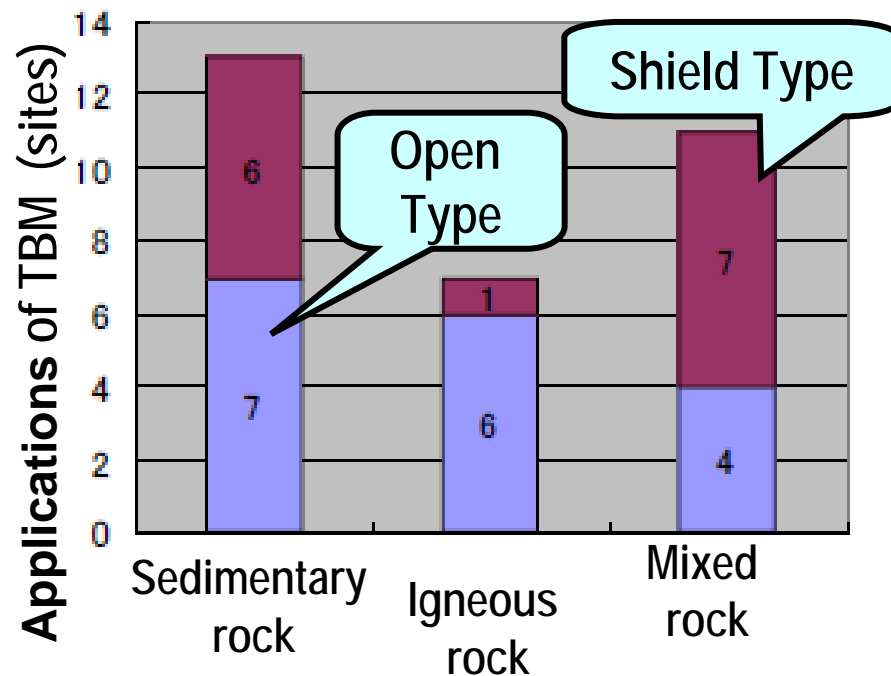 Applications of TBM (sites)
14
12
10
8
6
4
2
0
Shield Type
Open
Type
6
7
1
6
7
4
Sedimentary
rock
Igneous
rock
Mixed
rock